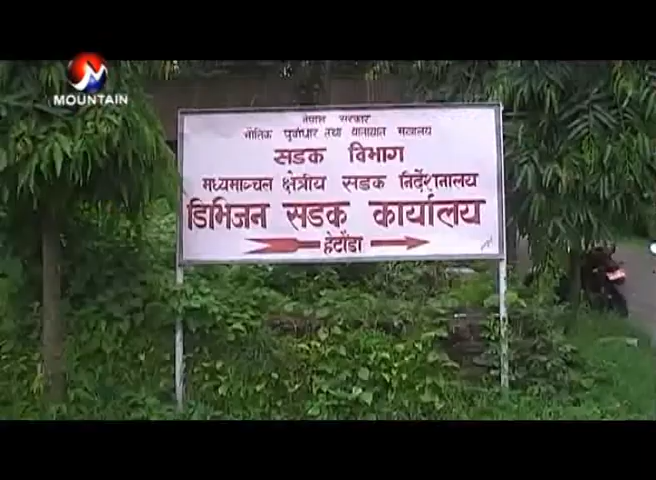 MOUNTAIN
नेपाल सरकार
भौतिक पूर्वाधार तथा यातायात मन्त्रालय
सडक विभाग
मध्यमाञ्चल क्षेत्रीय सडक निर्देशनालय
डिभिजन सडक कार्यालय
हेटौंडा